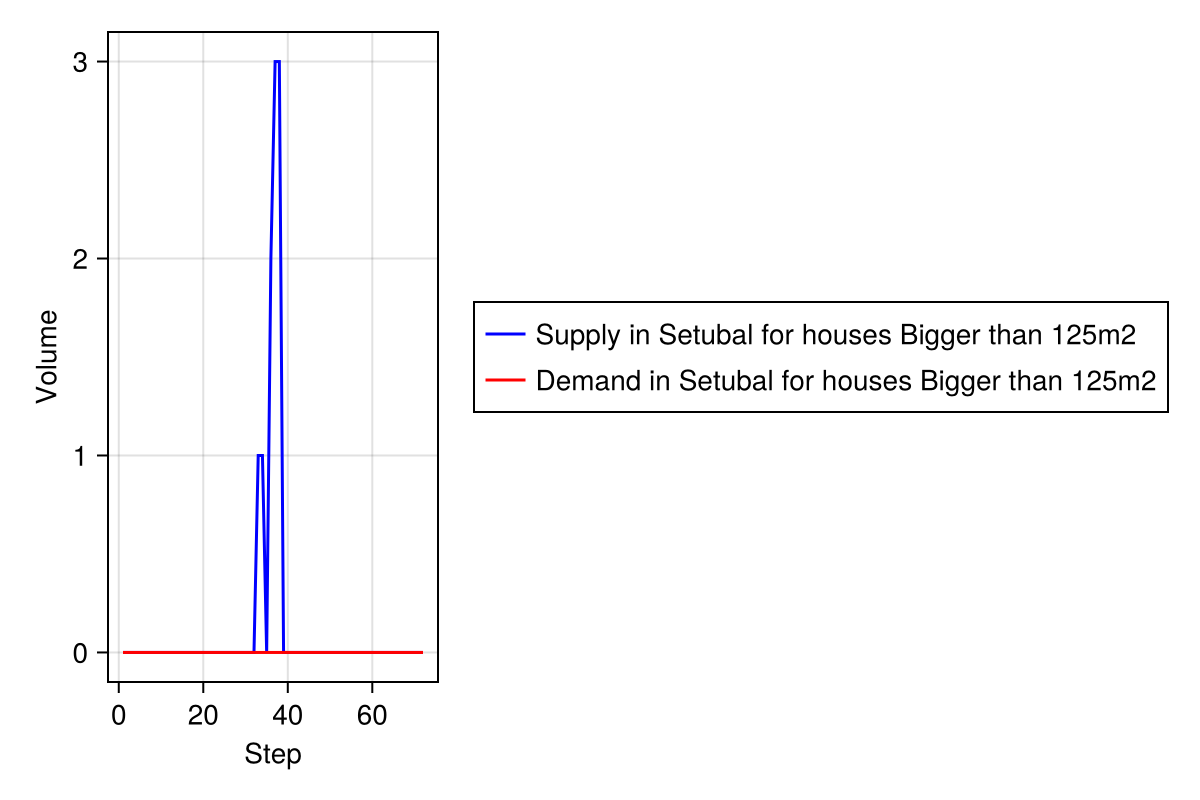 3
2
1
0
Volume
0 20 40 60
Step
Supply in Setubal for houses Bigger than 125m2
Demand in Setubal for houses Bigger than 125m2